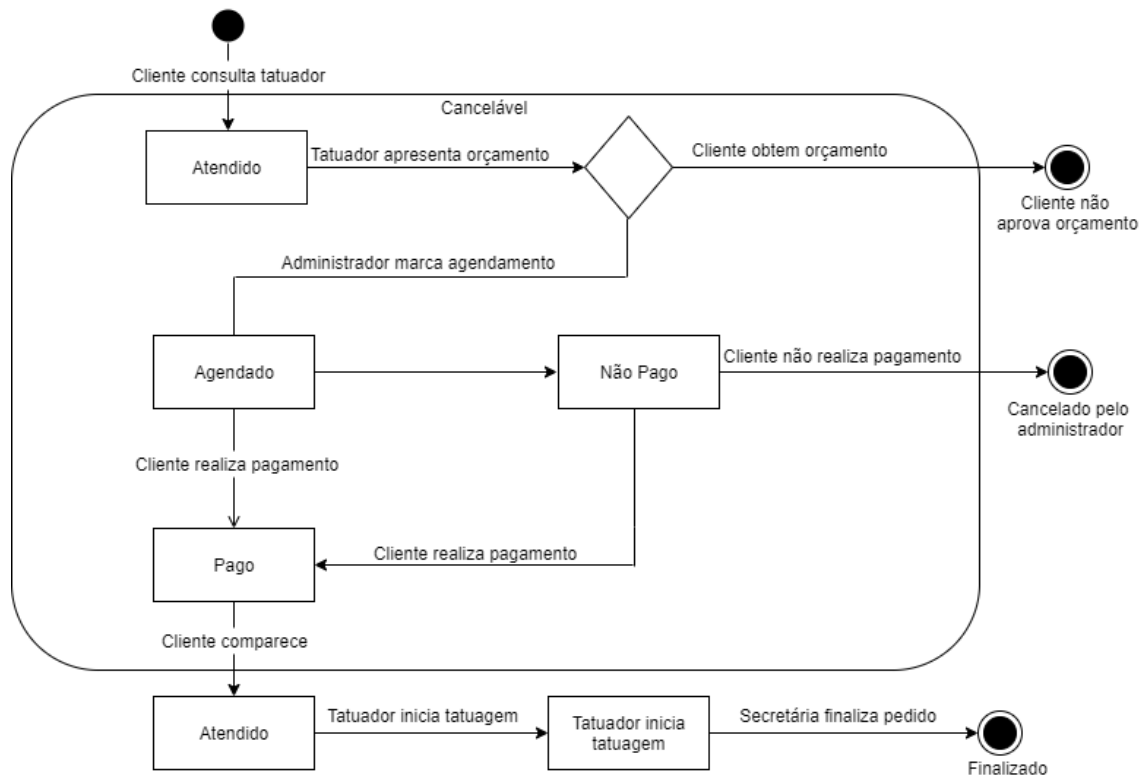 Cliente consulta tatuador
Cancelável
Atendido
Tatuador apresenta orçamento
Cliente obtem orçamento
Cliente não
aprova orçamento
Administrador marca agendamento
Agendado
Não Pago
Cliente não realiza pagamento
Cancelado pelo
administrador
Cliente realiza pagamento
Pago
Cliente realiza pagamento
Cliente comparece
Atendido
Tatuador inicia tatuagem
Tatuador inicia
tatuagem
Secretária finaliza pedido
Finalizado